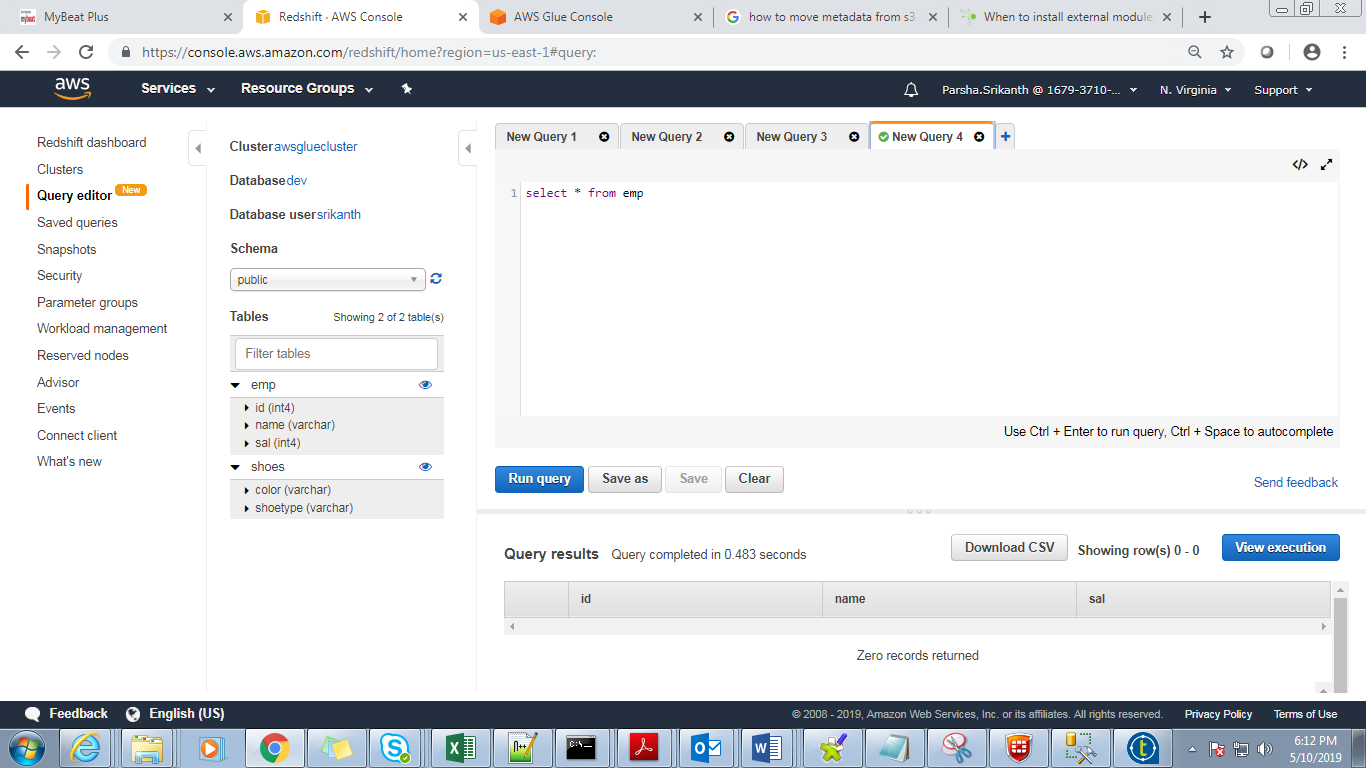 MyBeat Plus
Redshift · AWS Console
AWS Glue Console
how to move metadata from s3
When to install external module
https://console.aws.amazon.com/redshift/home?region=us-east-1#query:
aws
Services
Resource Groups
Parsha.Srikanth @ 1679-3710-...
N. Virginia
Support
Redshift dashboard
Clusters
Query editor New
Saved queries
Snapshots
Security
Parameter groups
Workload management
Reserved nodes
Advisor
Events
Connect client
What's new
Clusterawsgluecluster
Databasedev
Database usersrikanth
Schema
public
Tables
Showing 2 of 2 table(s)
Filter tables
emp
id (int4)
name (varchar)
sal (int4)
shoes
color (varchar)
shoetype (varchar)
New Query 1
New Query 2
New Query 3
New Query 4
+
</>
1 select * from emp
Use Ctrl + Enter to run query, Ctrl + Space to autocomplete
Run query
Save as
Save
Clear
Send feedback
Query results
Query completed in 0.483 seconds
Download CSV
Showing row(s) 0 - 0
View execution
id
name
sal
Zero records returned
Feedback
English (US)
© 2008 - 2019, Amazon Web Services, Inc. or its affiliates. All rights reserved.
Privacy Policy
Terms of Use
6:12 PM
5/10/2019